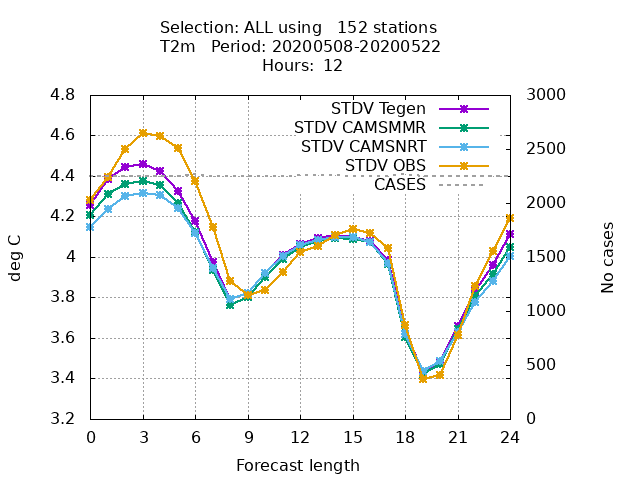 Selection: ALL using   152 stations
T2m   Period: 20200508-20200522
Hours:  12
4.8
4.6
4.4
4.2
4
3.8
3.6
3.4
3.2
deg C
3000
2500
2000
1500
1000
500
0
No cases
STDV Tegen
STDV CAMSMMR
STDV CAMSNRT
STDV OBS
CASES
0 3 6 9 12 15 18 21 24
Forecast length